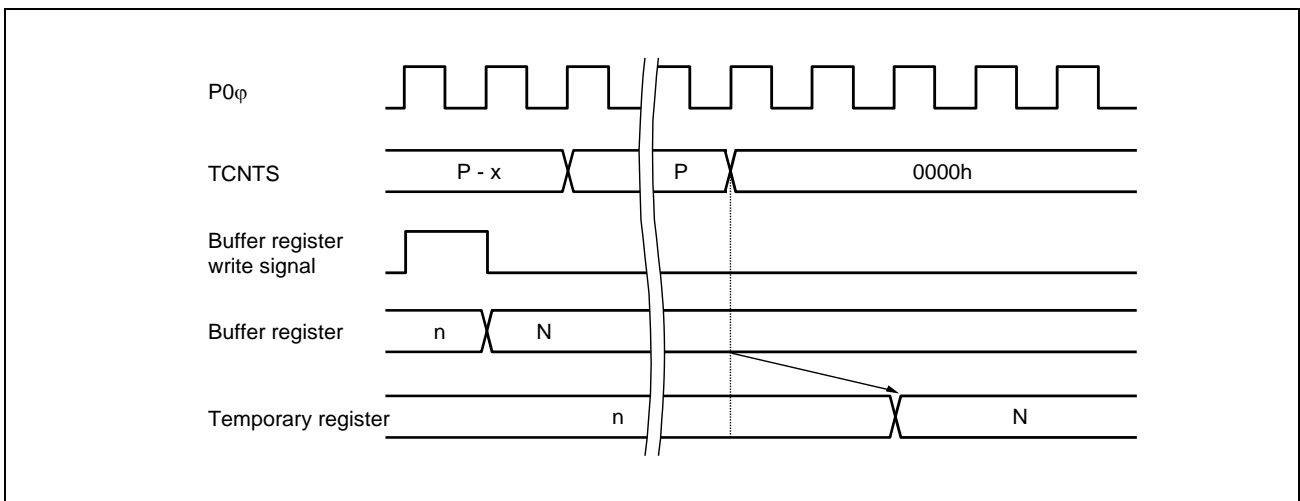 P0φ
TCNTS
P - x
P
0000h
Buffer register
write signal
Buffer register
n
N
Temporary register
n
N